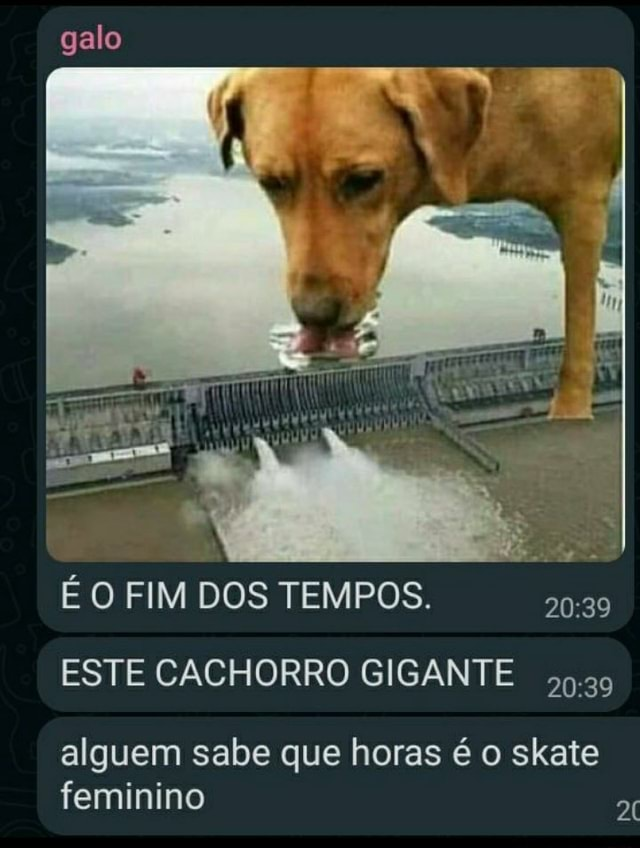 galo
É O FIM DOS TEMPOS.
20:39
ESTE CACHORRO GIGANTE
20:39
alguem sabe que horas é o skate
feminino